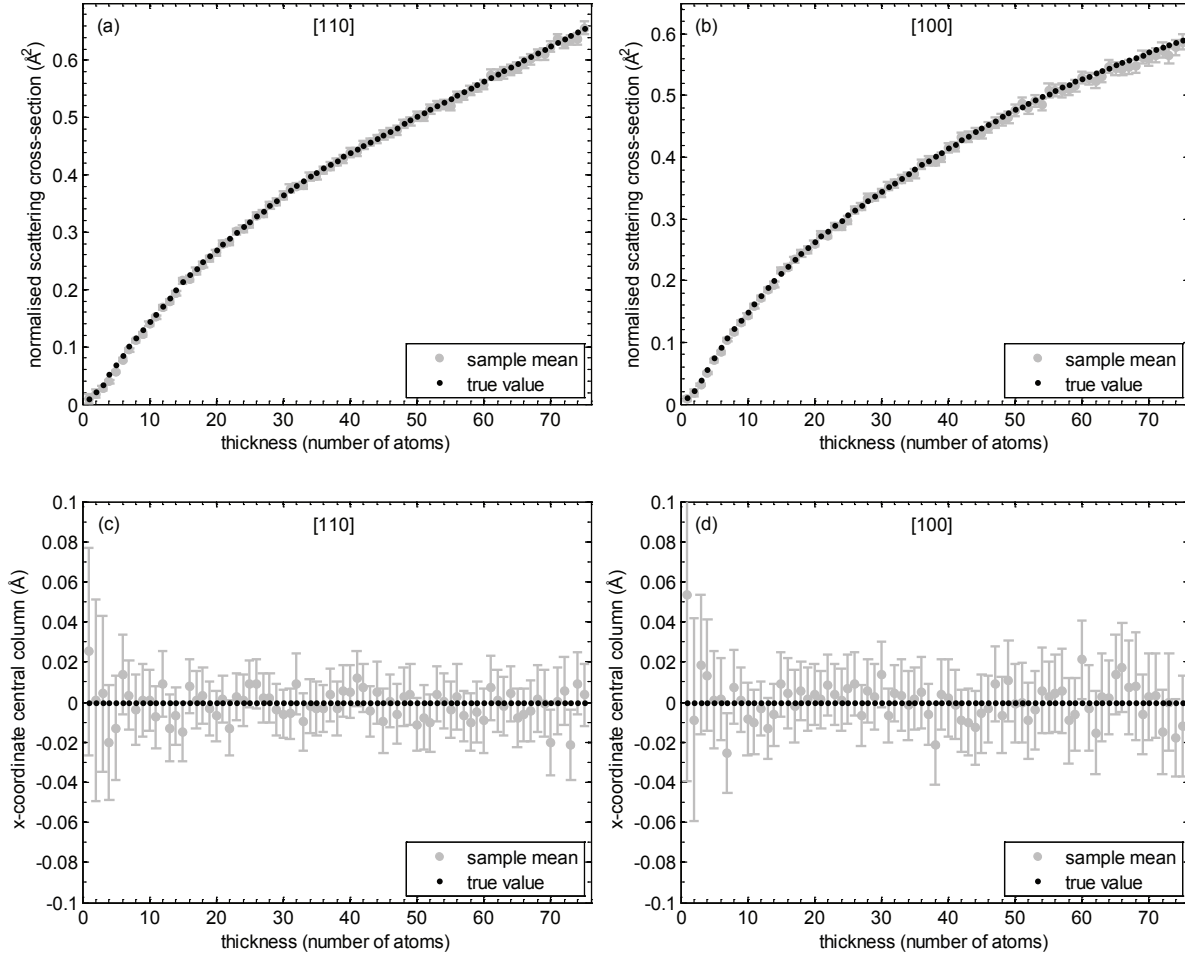 (a) [110]
normalised scattering cross-section (Å²)
0.6
0.5
0.4
0.3
0.2
0.1
0
0 10 20 30 40 50 60 70
thickness (number of atoms)
sample mean
true value
(b) [100]
normalised scattering cross-section (Å²)
0.6
0.5
0.4
0.3
0.2
0.1
0
0 10 20 30 40 50 60 70
thickness (number of atoms)
sample mean
true value
(c) [110]
x-coordinate central column (Å)
0.1
0.08
0.06
0.04
0.02
0
-0.02
-0.04
-0.06
-0.08
-0.1
0 10 20 30 40 50 60 70
thickness (number of atoms)
sample mean
true value
(d) [100]
x-coordinate central column (Å)
0.1
0.08
0.06
0.04
0.02
0
-0.02
-0.04
-0.06
-0.08
-0.1
0 10 20 30 40 50 60 70
thickness (number of atoms)
sample mean
true value